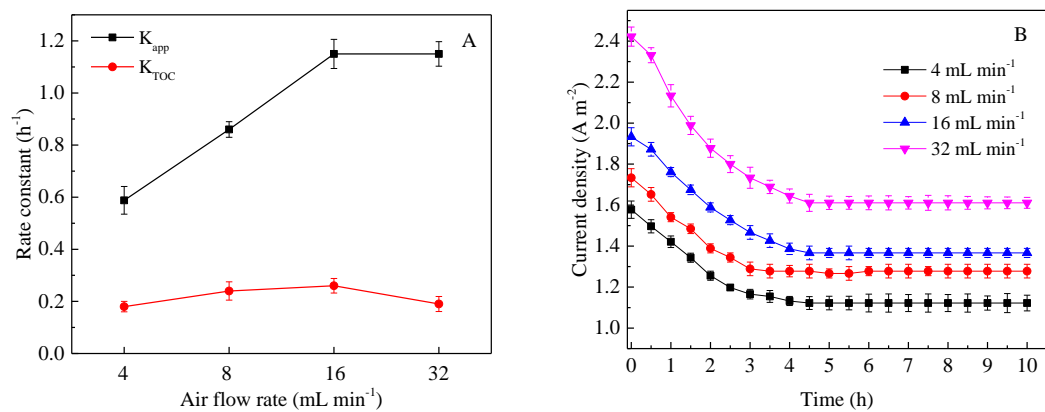 A
K_app
K_TOC
1.2
1.0
0.8
0.6
0.4
0.2
0.0
Rate constant (h⁻¹)
4 8 16 32
Air flow rate (mL min⁻¹)
B
4 mL min⁻¹
8 mL min⁻¹
16 mL min⁻¹
32 mL min⁻¹
2.4
2.2
2.0
1.8
1.6
1.4
1.2
1.0
Current density (A m⁻²)
0 1 2 3 4 5 6 7 8 9 10
Time (h)